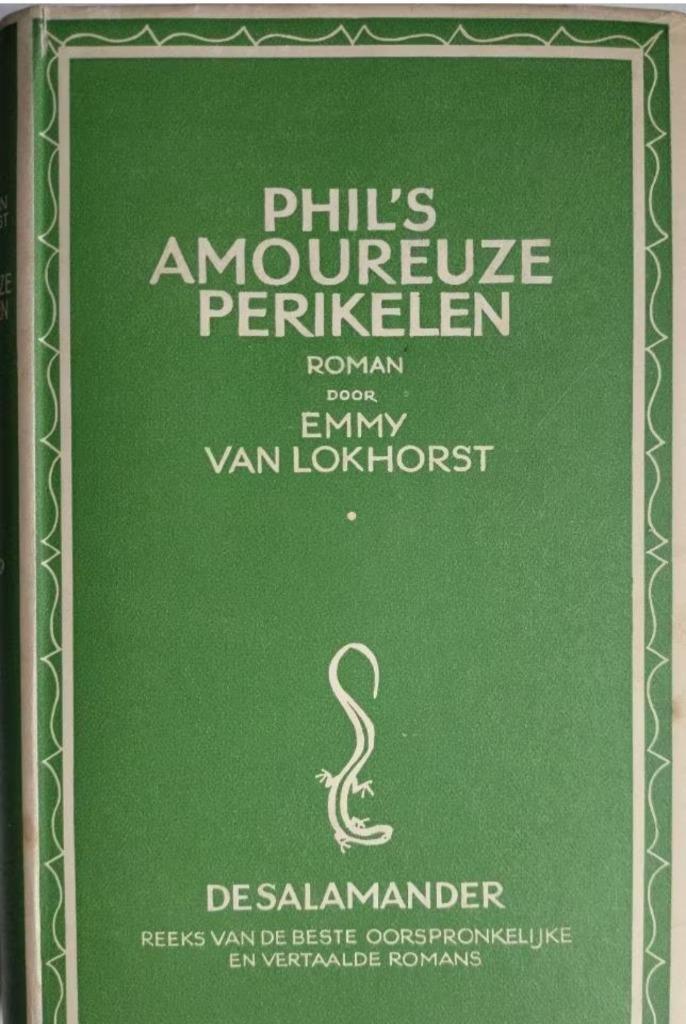 PHIL'S
AMOUREUZE
PERIKELEN
ROMAN
DOOR
EMMY
VAN LOKHORST
DE SALAMANDER
REEKS VAN DE BESTE OORSPRONKELIJKE
EN VERTAALDE ROMANS